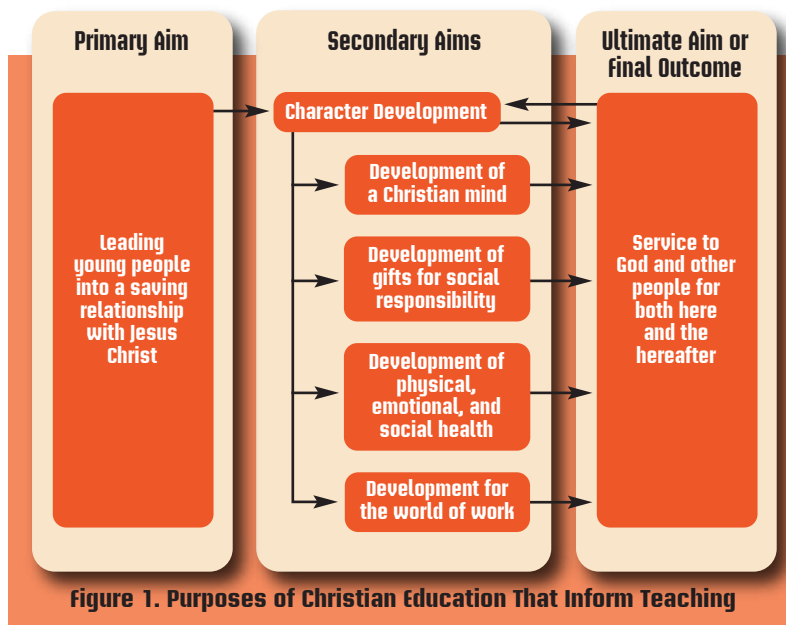 Primary Aim
Leading
young people
into a saving
relationship
with Jesus
Christ
Secondary Aims
Character Development
Development of
a Christian mind
Development of
gifts for social
responsibility
Development of
physical,
emotional, and
social health
Development for
the world of work
Ultimate Aim or
Final Outcome
Service to
God and other
people for
both here
and the
hereafter
Figure 1. Purposes of Christian Education That Inform Teaching